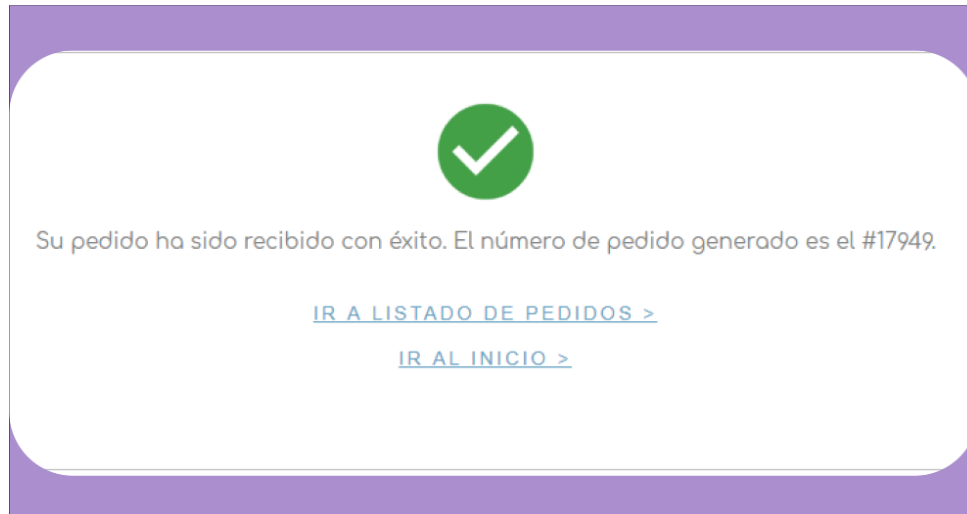 Su pedido ha sido recibido con éxito. El número de pedido generado es el #17949.
IR A LISTADO DE PEDIDOS >
IR AL INICIO >